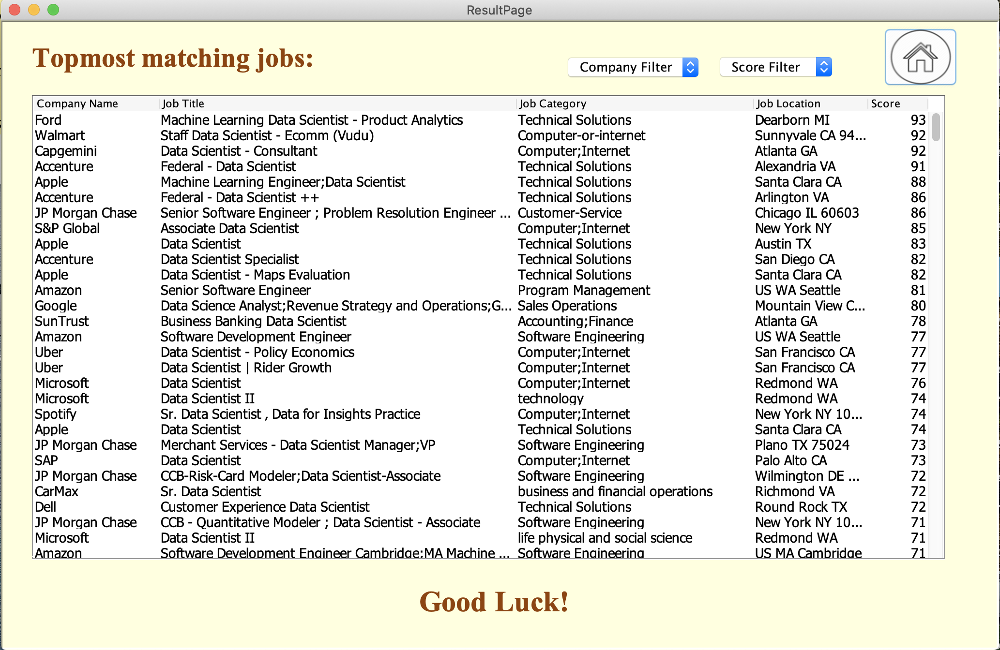 ResultPage
Topmost matching jobs:
Company Filter Score Filter
Company Name Job Title Job Category Job Location Score
Ford Machine Learning Data Scientist - Product Analytics Technical Solutions Dearborn MI 93
Walmart Staff Data Scientist - Ecomm (Vudu) Computer-or-internet Sunnyvale CA 94... 92
Capgemini Data Scientist - Consultant Computer;Internet Atlanta GA 92
Accenture Federal - Data Scientist Technical Solutions Alexandria VA 91
Apple Machine Learning Engineer;Data Scientist Technical Solutions Santa Clara CA 88
Accenture Federal - Data Scientist ++ Technical Solutions Arlington VA 86
JP Morgan Chase Senior Software Engineer ; Problem Resolution Engineer ... Customer-Service Chicago IL 60603 86
S&P Global Associate Data Scientist Computer;Internet New York NY 85
Apple Data Scientist Technical Solutions Austin TX 83
Accenture Data Scientist Specialist Technical Solutions San Diego CA 82
Apple Data Scientist - Maps Evaluation Technical Solutions Santa Clara CA 82
Amazon Senior Software Engineer Program Management US WA Seattle 81
Google Data Science Analyst;Revenue Strategy and Operations;G... Sales Operations Mountain View C... 80
SunTrust Business Banking Data Scientist Accounting;Finance Atlanta GA 78
Amazon Software Development Engineer Software Engineering US WA Seattle 77
Uber Data Scientist - Policy Economics Computer;Internet San Francisco CA 77
Uber Data Scientist | Rider Growth Computer;Internet San Francisco CA 77
Microsoft Data Scientist Computer;Internet Redmond WA 76
Microsoft Data Scientist II technology Redmond WA 74
Spotify Sr. Data Scientist , Data for Insights Practice Computer;Internet New York NY 10... 74
Apple Data Scientist Technical Solutions Santa Clara CA 74
JP Morgan Chase Merchant Services - Data Scientist Manager;VP Software Engineering Plano TX 75024 73
SAP Data Scientist Computer;Internet Palo Alto CA 73
JP Morgan Chase CCB-Risk-Card Modeler;Data Scientist-Associate Software Engineering Wilmington DE ... 72
CarMax Sr. Data Scientist business and financial operations Richmond VA 72
Dell Customer Experience Data Scientist Technical Solutions Round Rock TX 72
JP Morgan Chase CCB - Quantitative Modeler ; Data Scientist - Associate Software Engineering New York NY 10... 71
Microsoft Data Scientist II life physical and social science Redmond WA 71
Amazon Software Development Engineer Cambridge;MA Machine ... Software Engineering US MA Cambridge 71
Good Luck!